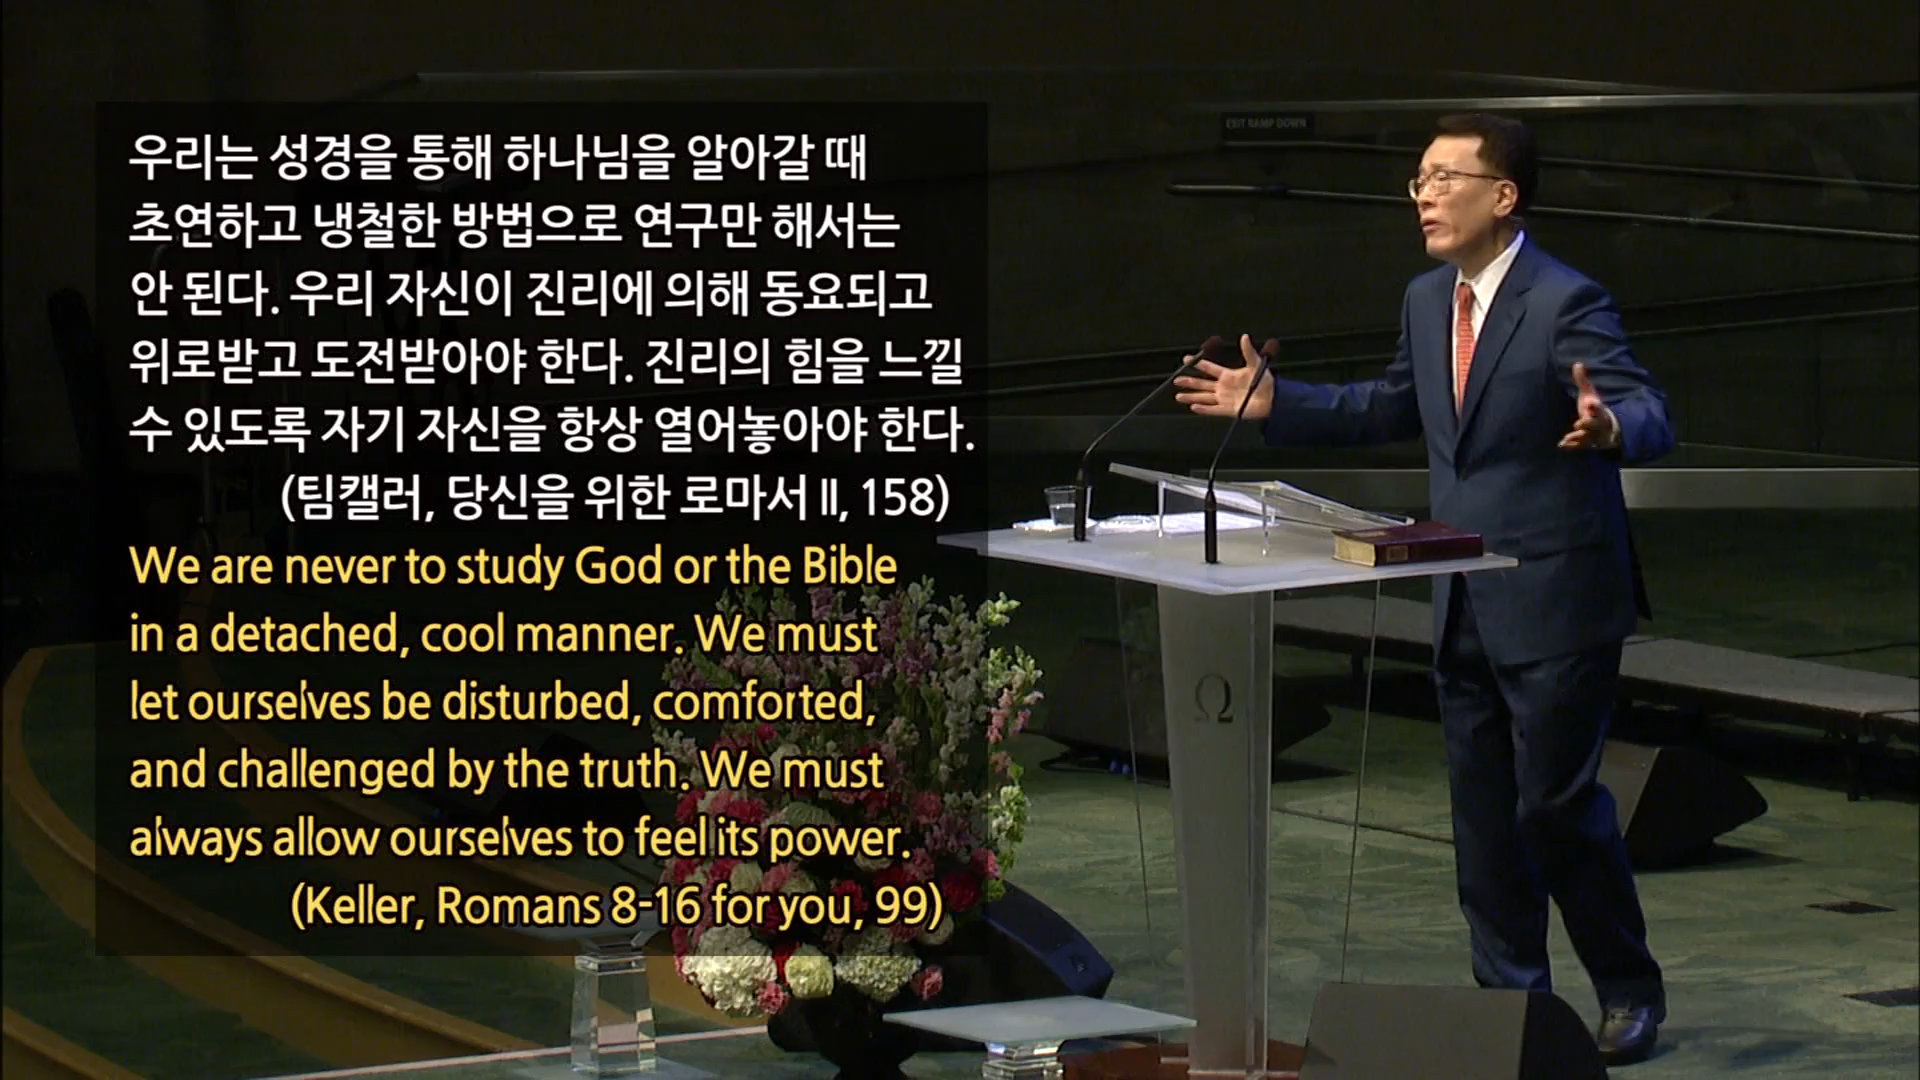 우리는 성경을 통해 하나님을 알아갈 때
초연하고 냉철한 방법으로 연구만 해서는
안 된다. 우리 자신이 진리에 의해 동요되고
위로받고 도전받아야 한다. 진리의 힘을 느낄
수 있도록 자기 자신을 항상 열어놓아야 한다.
(팀캘러, 당신을 위한 로마서 II, 158)
We are never to study God or the Bible
in a detached, cool manner. We must
let ourselves be disturbed, comforted,
and challenged by the truth. We must
always allow ourselves to feel its power.
(Keller, Romans 8-16 for you, 99)
EXIT RAMP DOWN
Ω